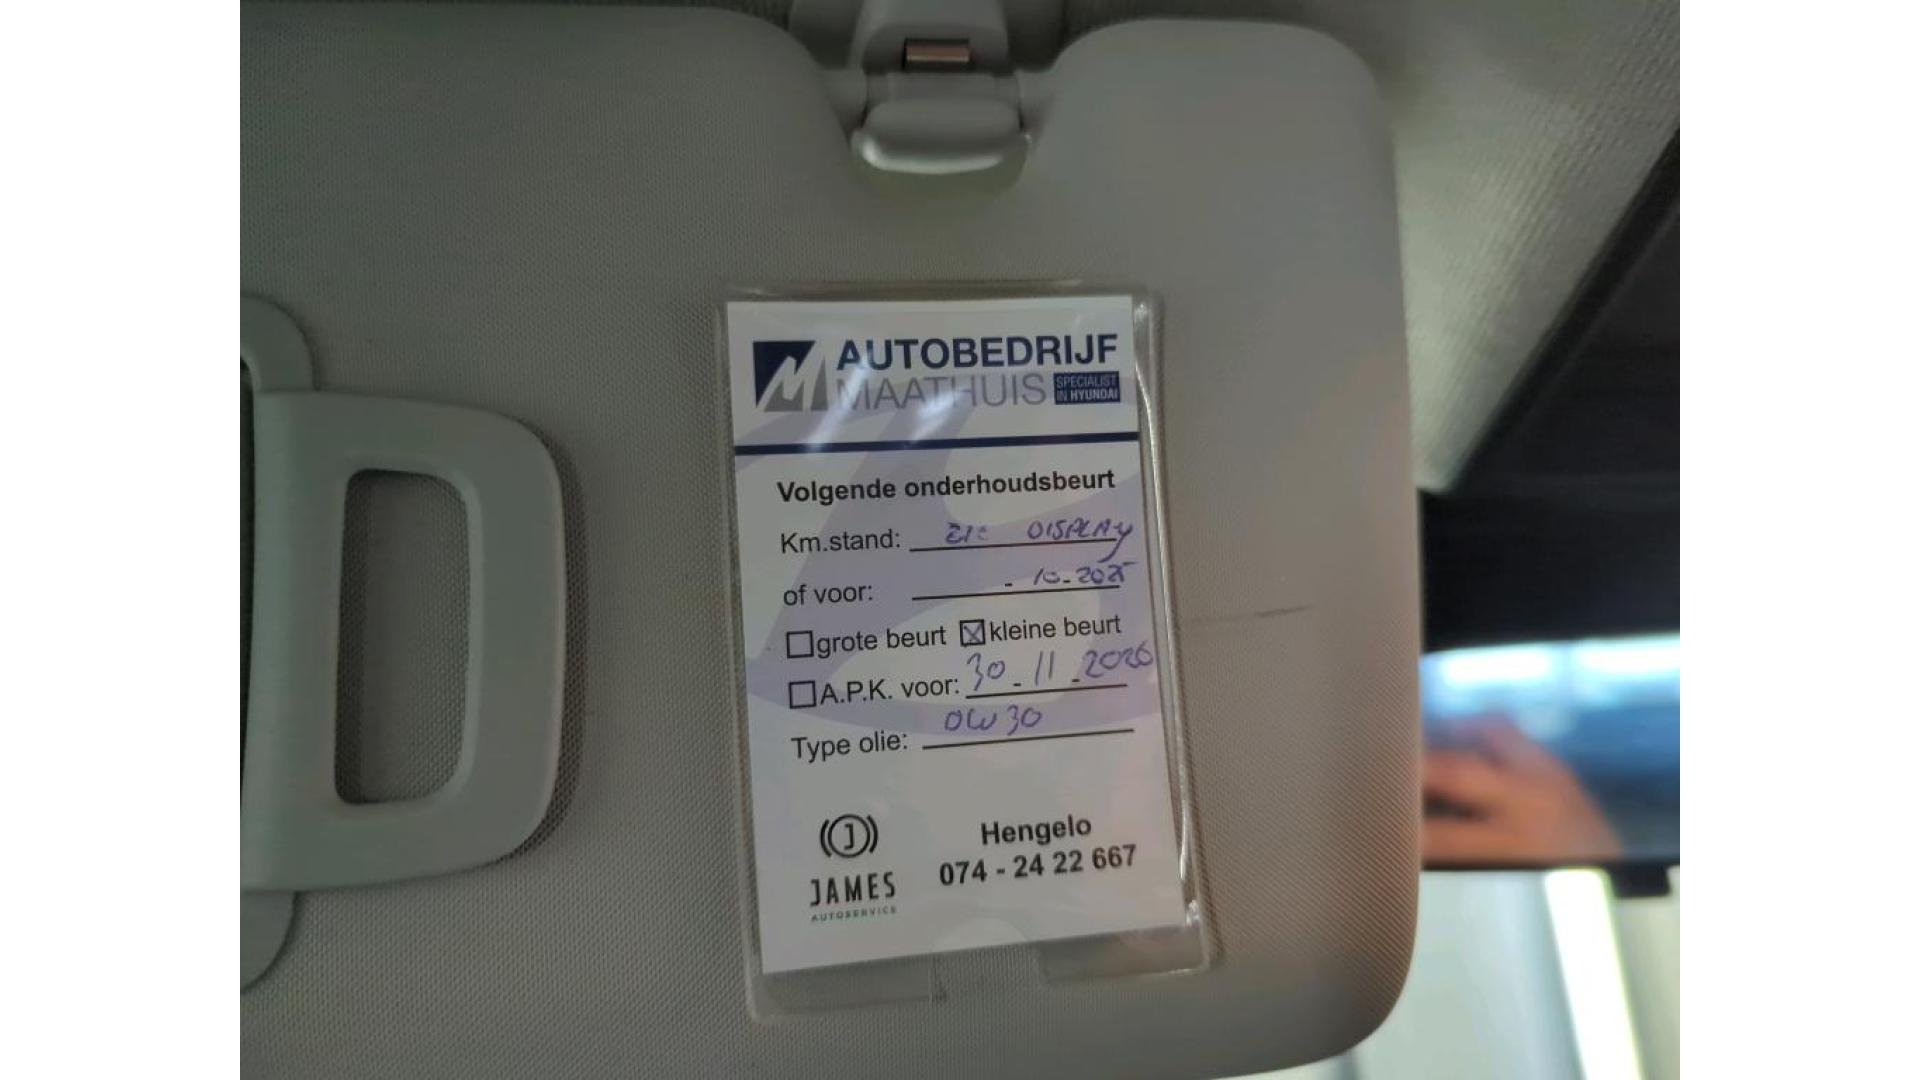 AUTOBEDRIJF
MAATHUIS SPECIALIST IN HYUNDAI
Volgende onderhoudsbeurt
Km.stand: DISPLAY
of voor: - 10-2025
grote beurt kleine beurt
A.P.K. voor: 30-11-2026
Type olie: 0W30
JAMES
AUTOSERVICE
Hengelo
074 - 24 22 667